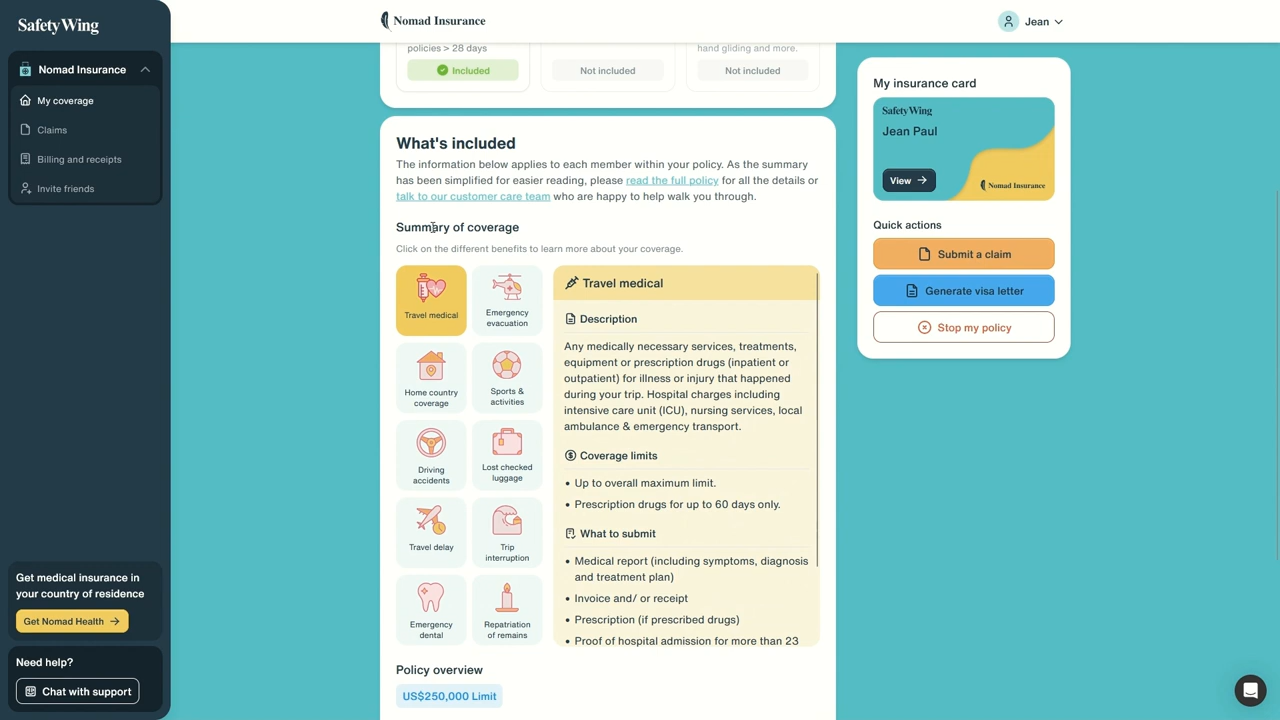 SafetyWing
Nomad Insurance
My coverage
Claims
Billing and receipts
Invite friends
Get medical insurance in
your country of residence
Get Nomad Health
Need help?
Chat with support
Nomad Insurance
Jean
policies > 28 days
Included
Not included
hand gliding and more.
Not included
What's included
The information below applies to each member within your policy. As the summary
has been simplified for easier reading, please read the full policy for all the details or
talk to our customer care team who are happy to help walk you through.
Summary of coverage
Click on the different benefits to learn more about your coverage.
Travel medical
Emergency
evacuation
Home country
coverage
Sports &
activities
Driving
accidents
Lost checked
luggage
Travel delay
Trip
interruption
Emergency
dental
Repatriation
of remains
Travel medical
Description
Any medically necessary services, treatments,
equipment or prescription drugs (inpatient or
outpatient) for illness or injury that happened
during your trip. Hospital charges including
intensive care unit (ICU), nursing services, local
ambulance & emergency transport.
Coverage limits
• Up to overall maximum limit.
• Prescription drugs for up to 60 days only.
What to submit
• Medical report (including symptoms, diagnosis
and treatment plan)
• Invoice and/ or receipt
• Prescription (if prescribed drugs)
• Proof of hospital admission for more than 23
Policy overview
US$250,000 Limit
My insurance card
SafetyWing
Jean Paul
View
Nomad Insurance
Quick actions
Submit a claim
Generate visa letter
Stop my policy